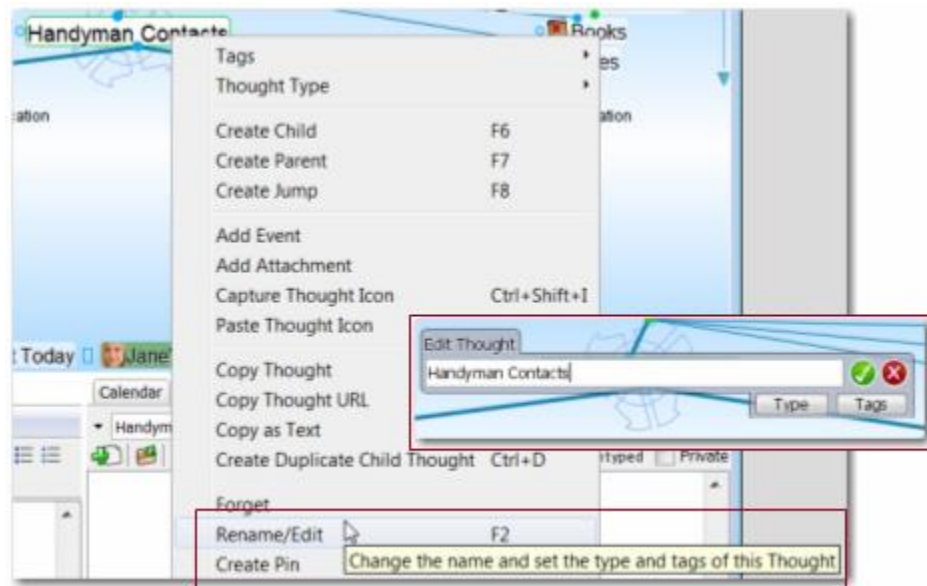 Handyman Contacts
Books
es
ation
ation
Tags
Thought Type
Create Child F6
Create Parent F7
Create Jump F8
Add Event
Add Attachment
Capture Thought Icon Ctrl+Shift+I
Paste Thought Icon
Copy Thought
Copy Thought URL
Copy as Text
Create Duplicate Child Thought Ctrl+D
Forget
Rename/Edit F2
Create Pin
Change the name and set the type and tags of this Thought
Edit Thought
Handyman Contacts
Type Tags
t Today Jane'
Calendar
Handym
typed Private